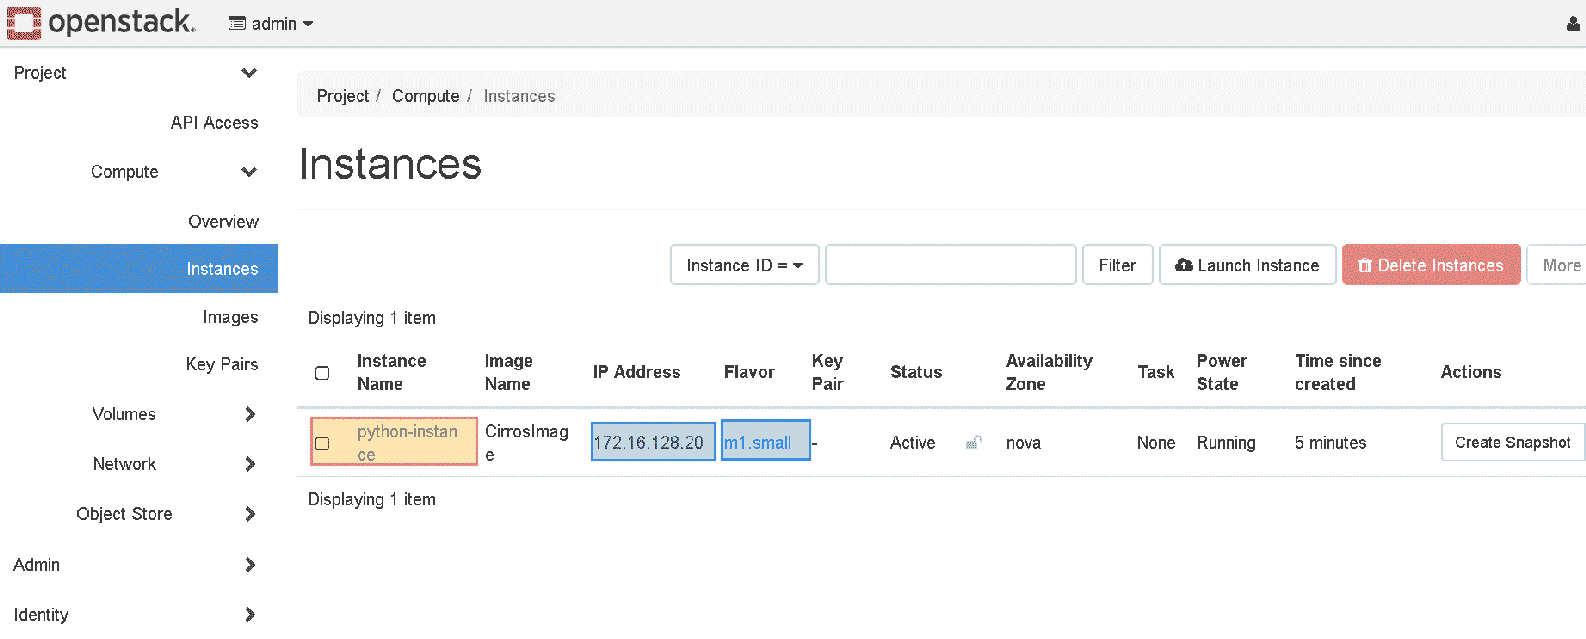 openstack. admin
Project
API Access
Compute
Overview
Instances
Images
Key Pairs
Volumes
Network
Object Store
Admin
Identity
Project / Compute / Instances
Instances
Instance ID = Filter Launch Instance Delete Instances More
Displaying 1 item
Instance Name Image Name IP Address Flavor Key Pair Status Availability Zone Task Power State Time since created Actions
python-instan
ce CirrosImag
e 172.16.128.20 m1.small - Active nova None Running 5 minutes Create Snapshot
Displaying 1 item